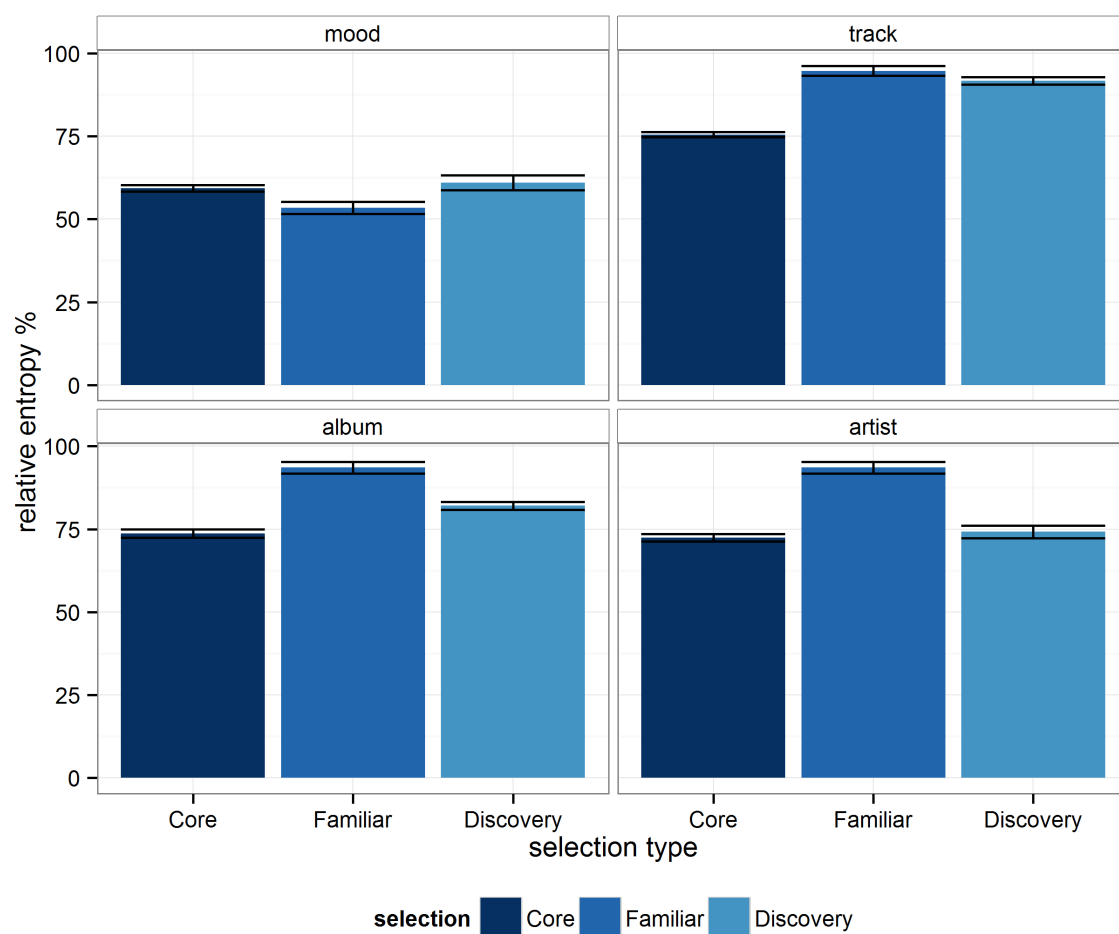 mood
track
100
75
50
25
0
album
artist
100
75
50
25
0
relative entropy %
Core Familiar Discovery
Core Familiar Discovery
selection type
selection Core Familiar Discovery